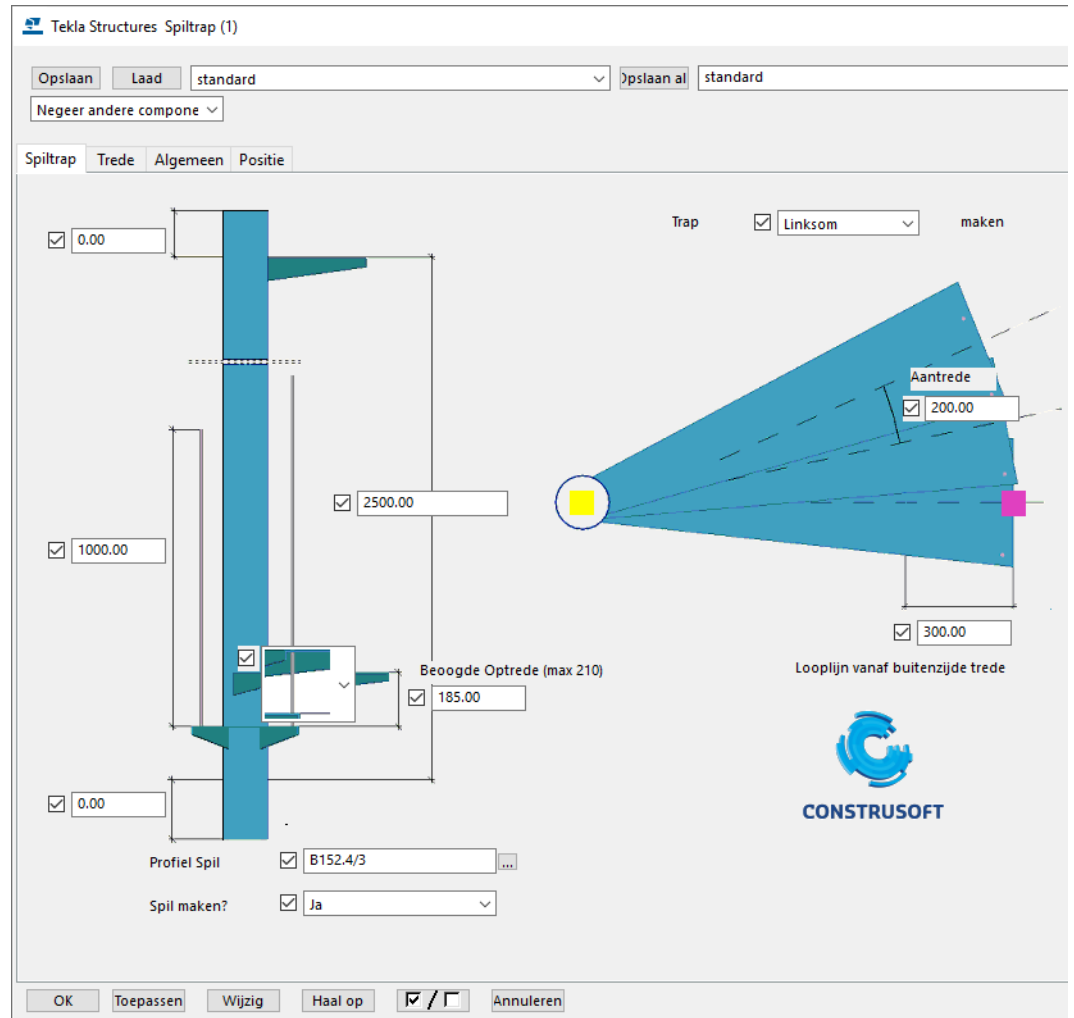 Tekla Structures Spiltrap (1)
Opslaan Laad standard Opslaan al standard
Negeer andere compone
Spiltrap Trede Algemeen Positie
0.00
Trap Linksom maken
Aantrede
200.00
2500.00
1000.00
300.00
Beoogde Optrede (max 210)
Looplijn vanaf buitenzijde trede
185.00
0.00
CONSTRUSOFT
Profiel Spil B152.4/3 ...
Spil maken? Ja
OK Toepassen Wijzig Haal op / Annuleren